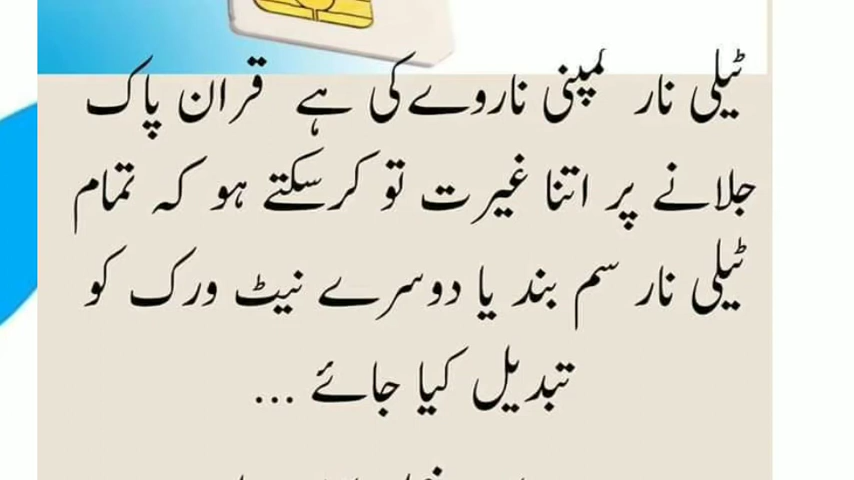 ٹیلی نار کمپنی ناروے کی ہے قران پاک
جلانے پر اتنا غیرت تو کرسکتے ہو کہ تمام
ٹیلی نار سم بند یا دوسرے نیٹ ورک کو
تبدیل کیا جائے ...